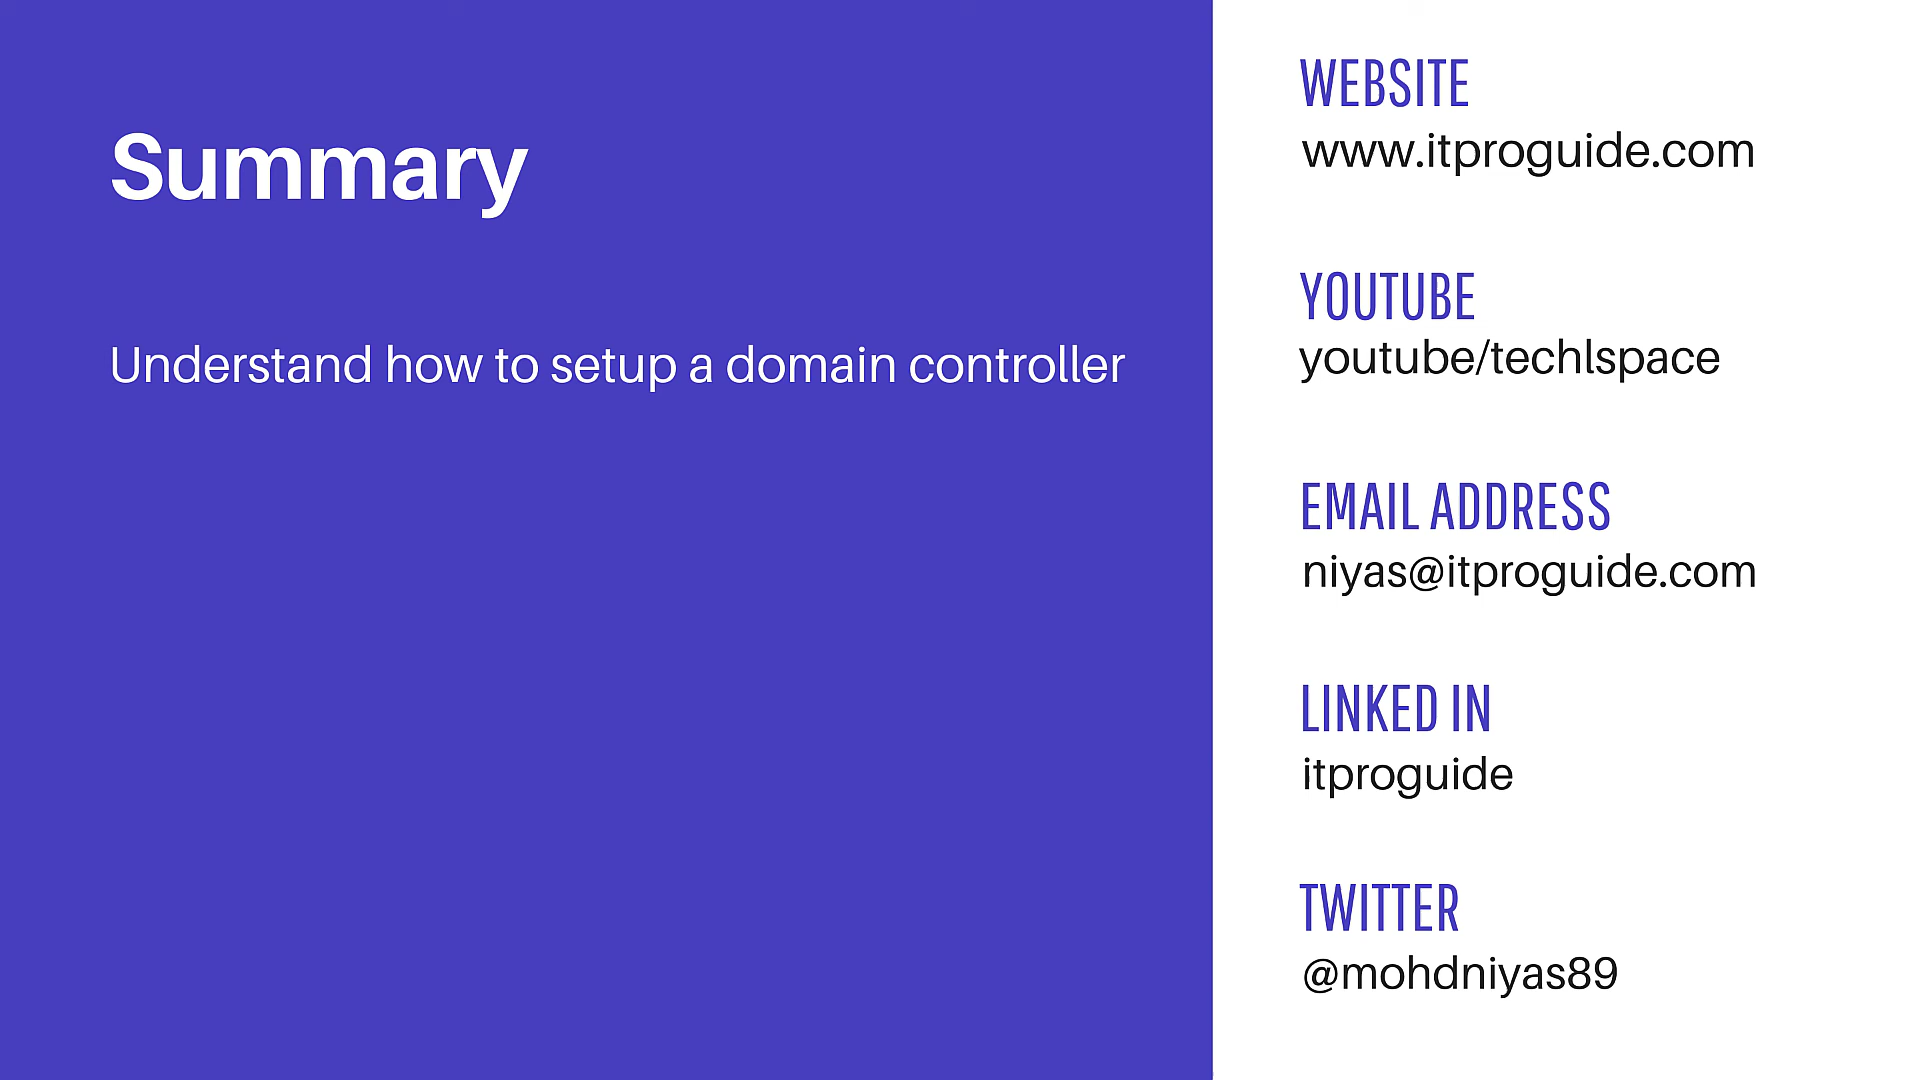 Summary
Understand how to setup a domain controller
WEBSITE
www.itproguide.com
YOUTUBE
youtube/techlspace
EMAIL ADDRESS
niyas@itproguide.com
LINKED IN
itproguide
TWITTER
@mohdniyas89